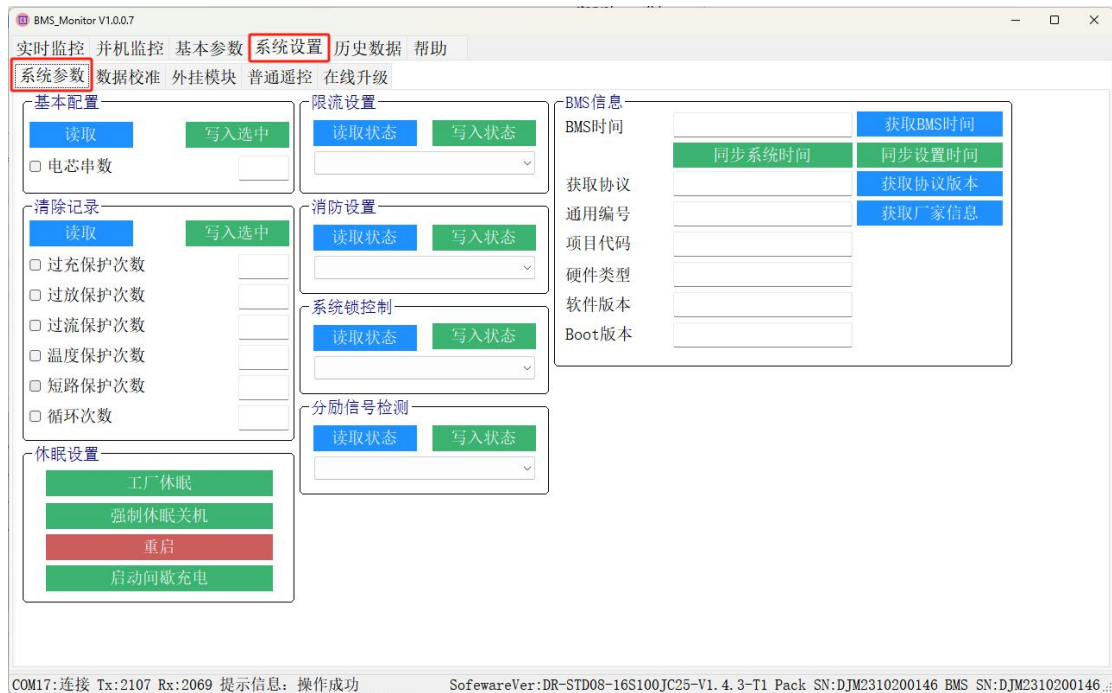 BMS_Monitor V1.0.0.7
实时监控 并机监控 基本参数 系统设置 历史数据 帮助
系统参数 数据校准 外挂模块 普通遥控 在线升级
基本配置
读取 写入选中
电芯串数
清除记录
读取 写入选中
过充保护次数
过放保护次数
过流保护次数
温度保护次数
短路保护次数
循环次数
休眠设置
工厂休眠
强制休眠关机
重启
启动间歇充电
限流设置
读取状态 写入状态
消防设置
读取状态 写入状态
系统锁控制
读取状态 写入状态
分励信号检测
读取状态 写入状态
BMS信息
BMS时间 获取BMS时间
同步系统时间 同步设置时间
获取协议 获取协议版本
通用编号 获取厂家信息
项目代码
硬件类型
软件版本
Boot版本
COM17:连接 Tx:2107 Rx:2069 提示信息: 操作成功 SofewareVer:DR-STD08-16S100JC25-V1.4.3-T1 Pack SN:DJM2310200146 BMS SN:DJM2310200146